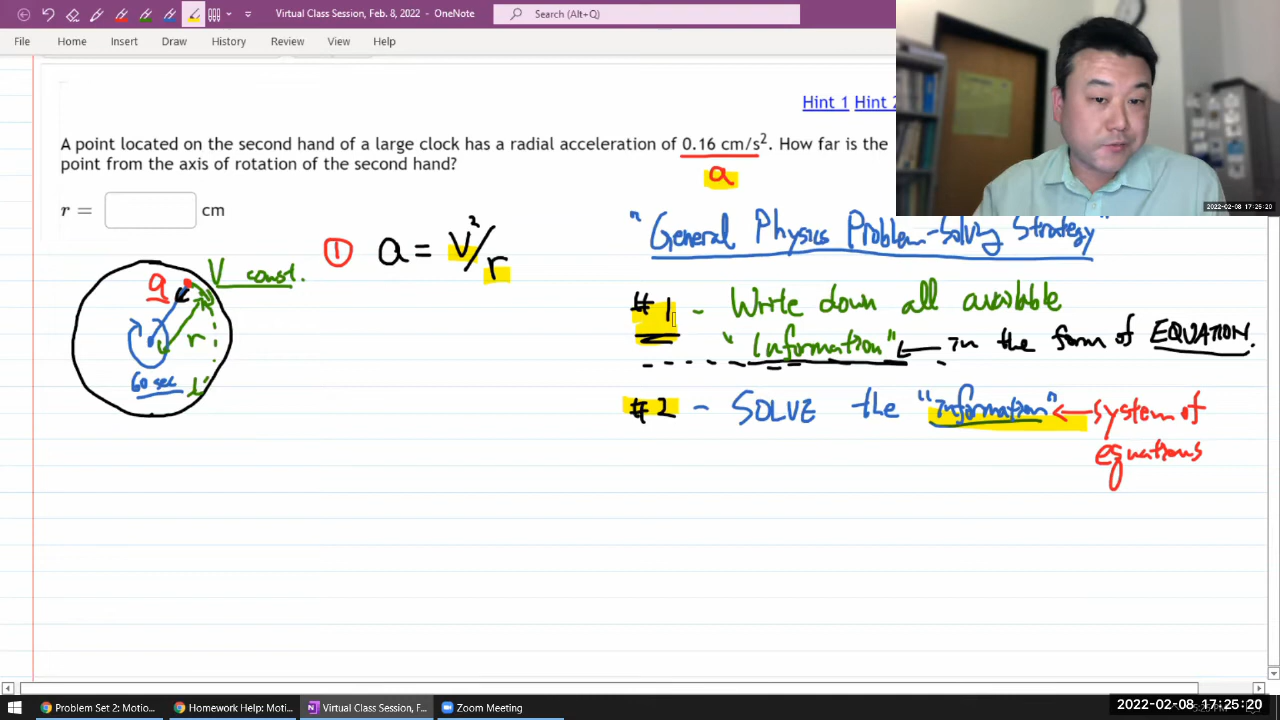 Virtual Class Session, Feb. 8, 2022 - OneNote
Search (Alt+Q)
File Home Insert Draw History Review View Help
Hint 1 Hint 2
A point located on the second hand of a large clock has a radial acceleration of 0.16 cm/s². How far is the
point from the axis of rotation of the second hand?
a
r = cm
① a = v²/r
a
V const.
r
60 sec
"General Physics Problem-Solving Strategy"
#1 - Write down all available
"Information" ← in the form of EQUATION.
#2 - SOLVE the "information" ← system of
equations
2022-02-08 17:25:20
Problem Set 2: Motio... Homework Help: Moti... Virtual Class Session, F... Zoom Meeting
2022-02-08 17:25:20